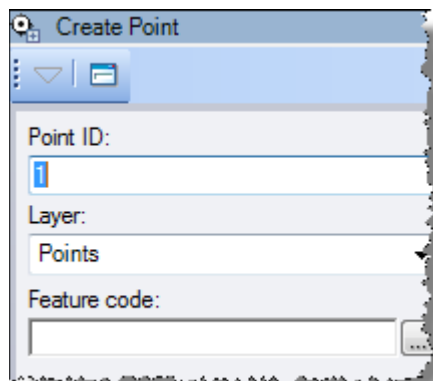 Create Point
Point ID:
1
Layer:
Points
Feature code:
...